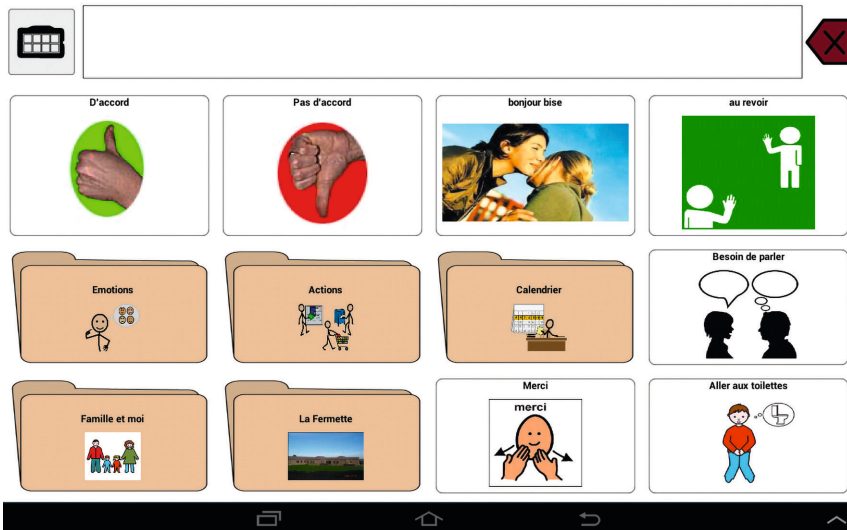 D'accord
Pas d'accord
bonjour bise
au revoir
Emotions
Actions
Calendrier
Besoin de parler
Famille et moi
La Fermette
Merci
merci
Aller aux toilettes